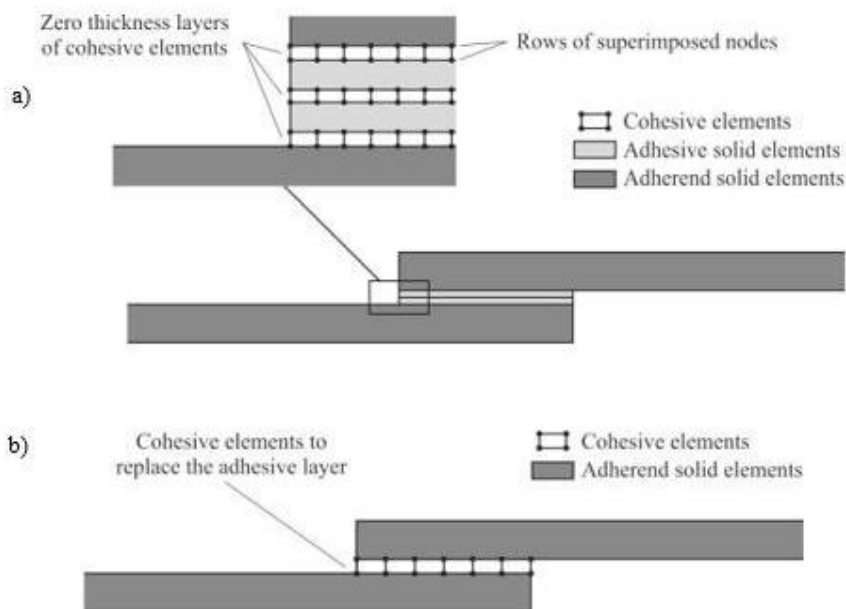 Zero thickness layers
of cohesive elements
Rows of superimposed nodes
a)
Cohesive elements
Adhesive solid elements
Adherend solid elements
b)
Cohesive elements to
replace the adhesive layer
Cohesive elements
Adherend solid elements